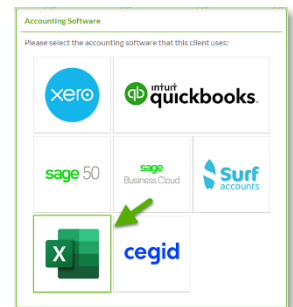 Accounting Software
Please select the accounting software that this client uses:
xero
qb intuit quickbooks.
sage 50
sage Business Cloud
Surf accounts
X
cegid